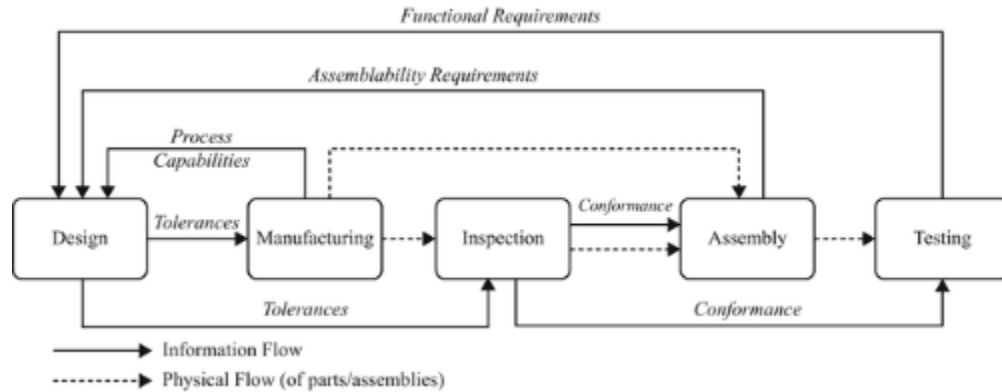 Functional Requirements
Assemblability Requirements
Process
Capabilities
Design
Tolerances
Manufacturing
Inspection
Conformance
Assembly
Testing
Tolerances
Conformance
Information Flow
Physical Flow (of parts/assemblies)